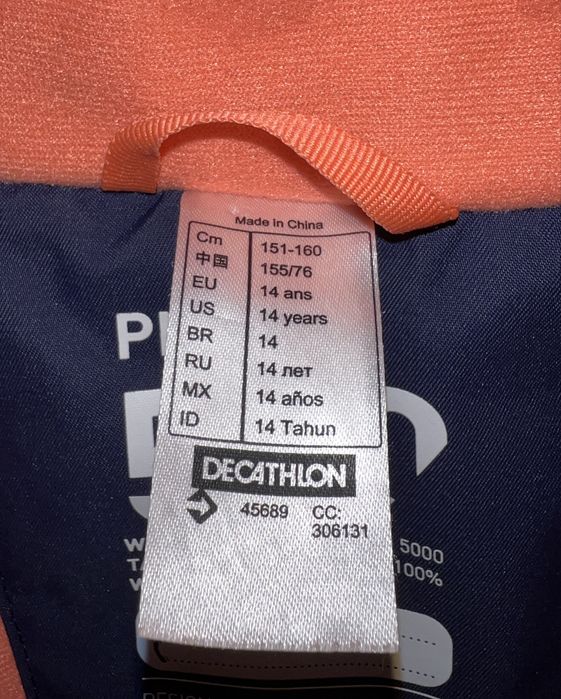 Made in China
Cm 151-160
中国 155/76
EU 14 ans
US 14 years
BR 14
RU 14 лет
MX 14 años
ID 14 Tahun
DECATHLON
45689 CC:
306131
5000
100%